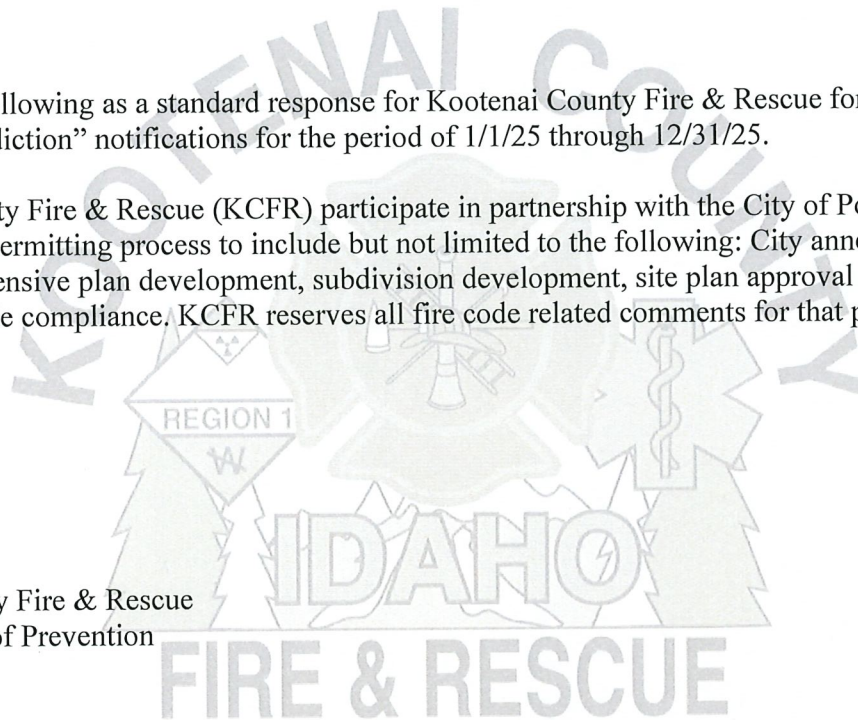 KOOTENAI COUNTY
llowing as a standard response for Kootenai County Fire & Rescue for
liction” notifications for the period of 1/1/25 through 12/31/25.
ty Fire & Rescue (KCFR) participate in partnership with the City of Po
ermitting process to include but not limited to the following: City anne
ensive plan development, subdivision development, site plan approval
e compliance. KCFR reserves all fire code related comments for that p
REGION 1
W
IDAHO
y Fire & Rescue
of Prevention
FIRE & RESCUE